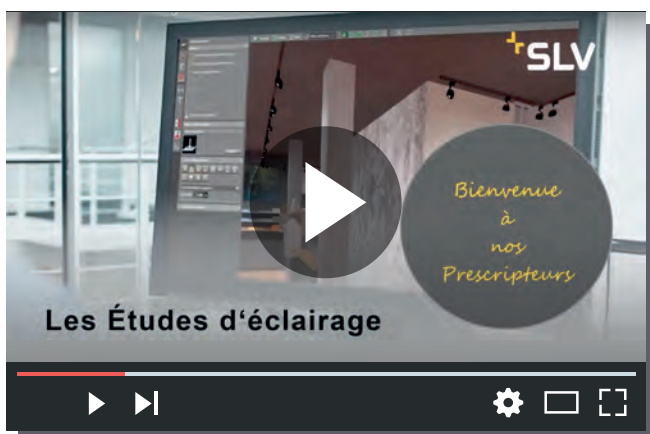 SLV
Bienvenue
à
nos
Prescripteurs
Les Études d‘éclairage